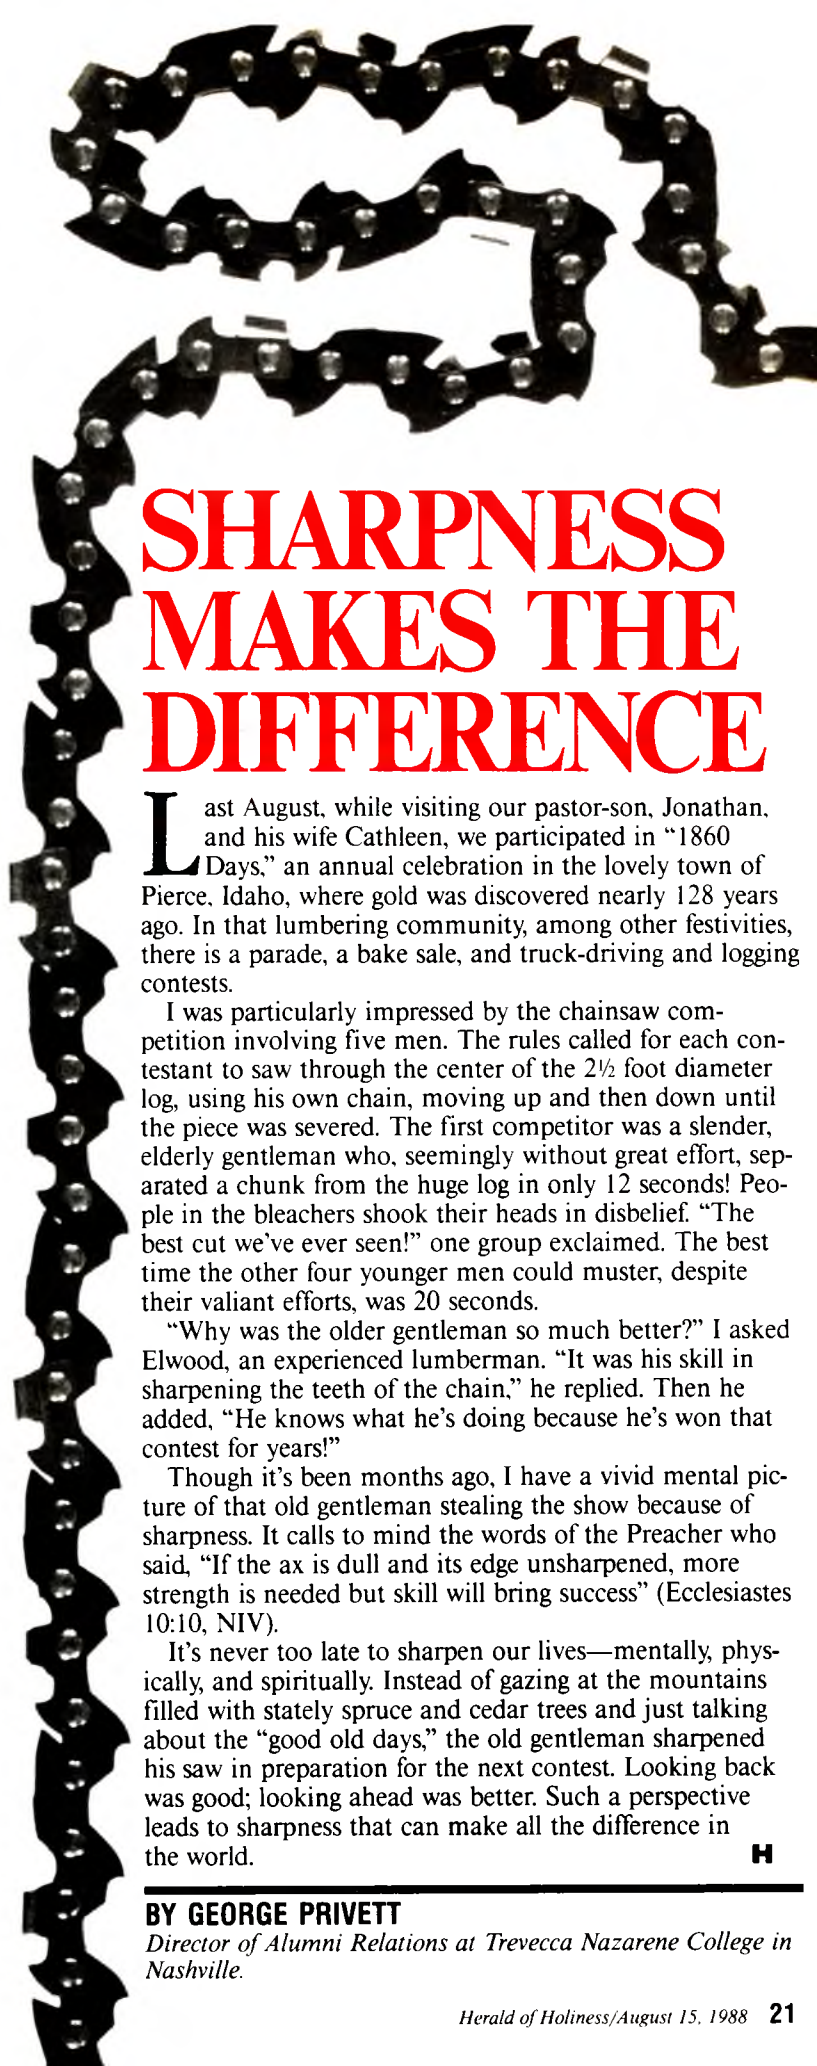 SHARPNESS
MAKES THE
DIFFERENCE
Last August, while visiting our pastor-son, Jonathan,
and his wife Cathleen, we participated in “1860
Days,” an annual celebration in the lovely town of
Pierce, Idaho, where gold was discovered nearly 128 years
ago. In that lumbering community, among other festivities,
there is a parade, a bake sale, and truck-driving and logging
contests.
I was particularly impressed by the chainsaw com-
petition involving five men. The rules called for each con-
testant to saw through the center of the 2½ foot diameter
log, using his own chain, moving up and then down until
the piece was severed. The first competitor was a slender,
elderly gentleman who, seemingly without great effort, sep-
arated a chunk from the huge log in only 12 seconds! Peo-
ple in the bleachers shook their heads in disbelief. “The
best cut we’ve ever seen!” one group exclaimed. The best
time the other four younger men could muster, despite
their valiant efforts, was 20 seconds.
“Why was the older gentleman so much better?” I asked
Elwood, an experienced lumberman. “It was his skill in
sharpening the teeth of the chain,” he replied. Then he
added, “He knows what he’s doing because he’s won that
contest for years!”
Though it’s been months ago, I have a vivid mental pic-
ture of that old gentleman stealing the show because of
sharpness. It calls to mind the words of the Preacher who
said, “If the ax is dull and its edge unsharpened, more
strength is needed but skill will bring success” (Ecclesiastes
10:10, NIV).
It’s never too late to sharpen our lives—mentally, phys-
ically, and spiritually. Instead of gazing at the mountains
filled with stately spruce and cedar trees and just talking
about the “good old days,” the old gentleman sharpened
his saw in preparation for the next contest. Looking back
was good; looking ahead was better. Such a perspective
leads to sharpness that can make all the difference in
the world. H
BY GEORGE PRIVETT
Director of Alumni Relations at Trevecca Nazarene College in
Nashville.
Herald of Holiness/August 15, 1988 21